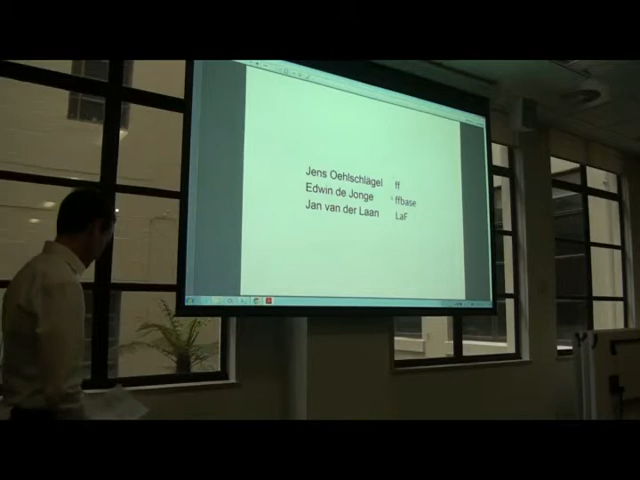 Jens Oehlschlägel ff
Edwin de Jonge ffbase
Jan van der Laan LaF